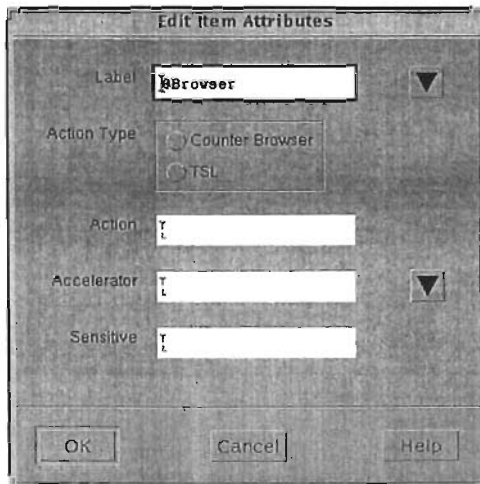 Edit Item Attributes
Label @Browser
Action Type
Counter Browser
TSL
Action
Accelerator
Sensitive
OK Cancel Help